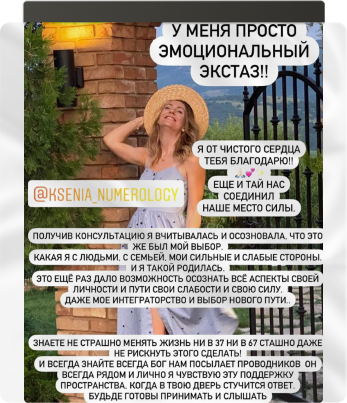 У МЕНЯ ПРОСТО
ЭМОЦИОНАЛЬНЫЙ
ЭКСТАЗ!!
Я ОТ ЧИСТОГО СЕРДЦА
ТЕБЯ БЛАГОДАРЮ!!
🙏💕✨
@KSENIA_NUMEROLOGY
ЕЩЕ И ТАЙ НАС
СОЕДИНИЛ
НАШЕ МЕСТО СИЛЫ.
ПОЛУЧИВ КОНСУЛЬТАЦИЮ Я ВЧИТЫВАЛАСЬ И ОСОЗНОВАЛА, ЧТО ЭТО
ЖЕ БЫЛ МОЙ ВЫБОР.
КАКАЯ Я С ЛЮДЬМИ, С СЕМЬЕЙ, МОИ СИЛЬНЫЕ И СЛАБЫЕ СТОРОНЫ.
И Я ТАКОЙ РОДИЛАСЬ.
ЭТО ЕЩЁ РАЗ ДАЛО ВОЗМОЖНОСТЬ ОСОЗНАТЬ ВСЁ АСПЕКТЫ СВОЕЙ
ЛИЧНОСТИ И ПУТИ СВОИ СЛАБОСТИ И СВОЮ СИЛУ.
ДАЖЕ МОЕ ИНТЕГРАТОРСТВО И ВЫБОР НОВОГО ПУТИ..
ЗНАЕТЕ НЕ СТРАШНО МЕНЯТЬ ЖИЗНЬ НИ В 37 НИ В 67 СТАШНО ДАЖЕ
НЕ РИСКНУТЬ ЭТОГО СДЕЛАТЬ!
И ВСЕГДА ЗНАЙТЕ ВСЕГДА БОГ НАМ ПОСЫЛАЕТ ПРОВОДНИКОВ ОН
ВСЕГДА РЯДОМ И ЛИЧНО Я ЧУВСТВУЮ ЭТУ ПОДДЕРЖКУ
ПРОСТРАНСТВА, КОГДА В ТВОЮ ДВЕРЬ СТУЧИТСЯ ОТВЕТ.
БУДЬДЕ ГОТОВЫ ПРИНИМАТЬ И СЛЫШАТЬ